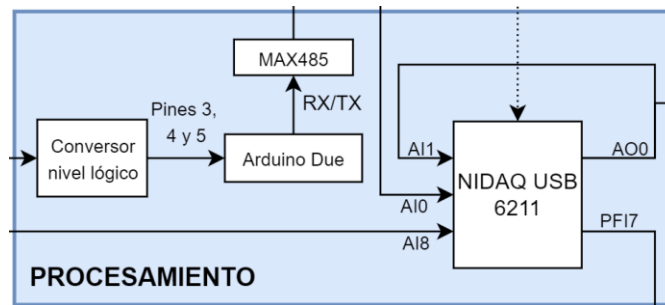 MAX485
RX/TX
Pines 3,
4 y 5
Conversor
nivel lógico
Arduino Due
AI1
AI0
AI8
NIDAQ USB
6211
AO0
PFI7
PROCESAMIENTO